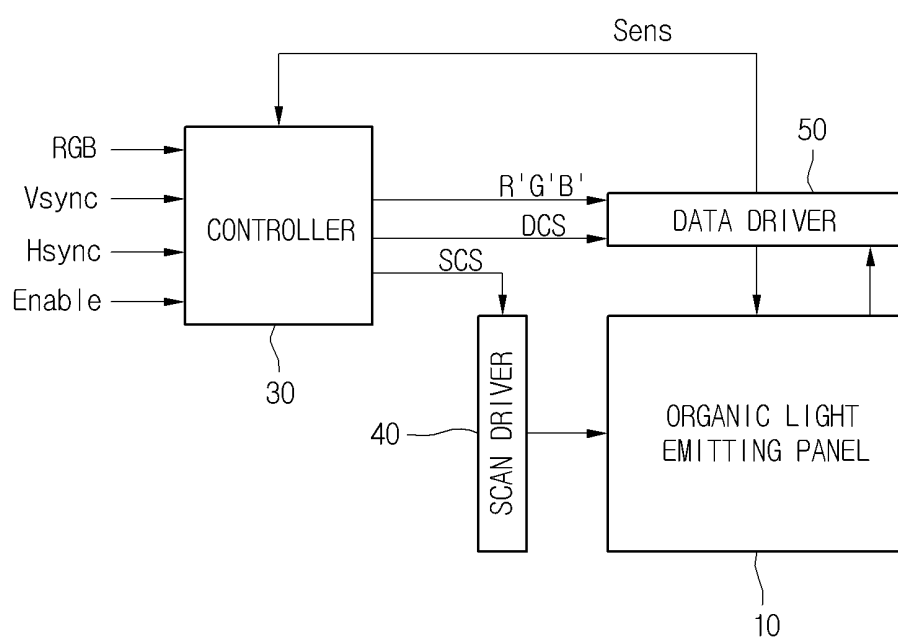 Sens
50
RGB
R'G'B'
Vsync
DATA DRIVER
CONTROLLER
DCS
Hsync
SCS
Enable
30
SCAN DRIVER
40
ORGANIC LIGHT
EMITTING PANEL
10